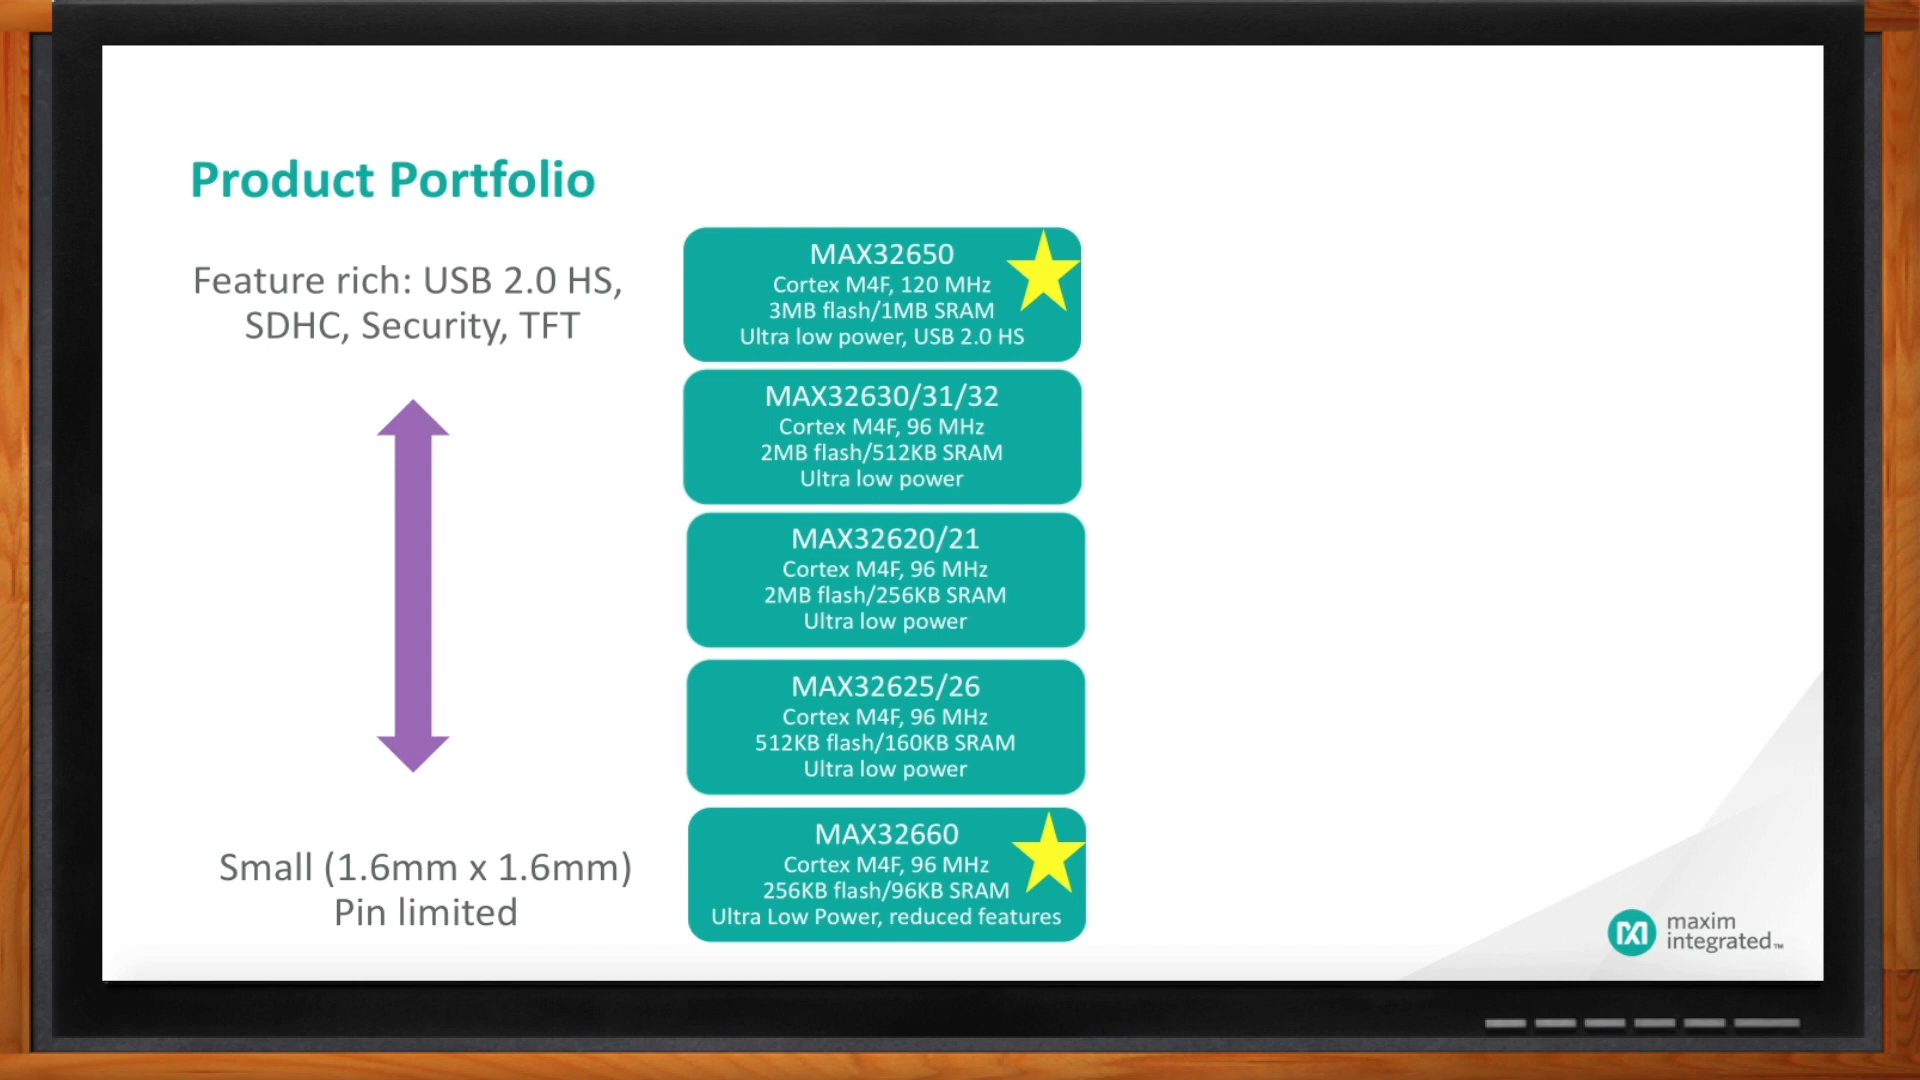 Product Portfolio
Feature rich: USB 2.0 HS,
SDHC, Security, TFT
Small (1.6mm x 1.6mm)
Pin limited
MAX32650
Cortex M4F, 120 MHz
3MB flash/1MB SRAM
Ultra low power, USB 2.0 HS
MAX32630/31/32
Cortex M4F, 96 MHz
2MB flash/512KB SRAM
Ultra low power
MAX32620/21
Cortex M4F, 96 MHz
2MB flash/256KB SRAM
Ultra low power
MAX32625/26
Cortex M4F, 96 MHz
512KB flash/160KB SRAM
Ultra low power
MAX32660
Cortex M4F, 96 MHz
256KB flash/96KB SRAM
Ultra Low Power, reduced features
maxim
integrated™